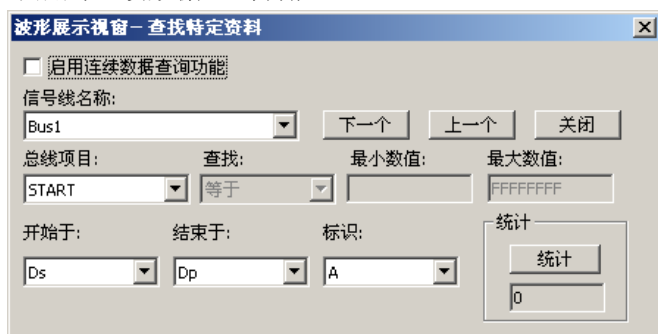 波形展示視窗— 查找特定资料
启用连续数据查询功能
信号线名称:
Bus1 下一个 上一个 关闭
总线项目: 查找: 最小数值: 最大数值:
START 等于 FFFFFFFF
开始于: 结束于: 标识: 统计
Ds Dp A 统计
0